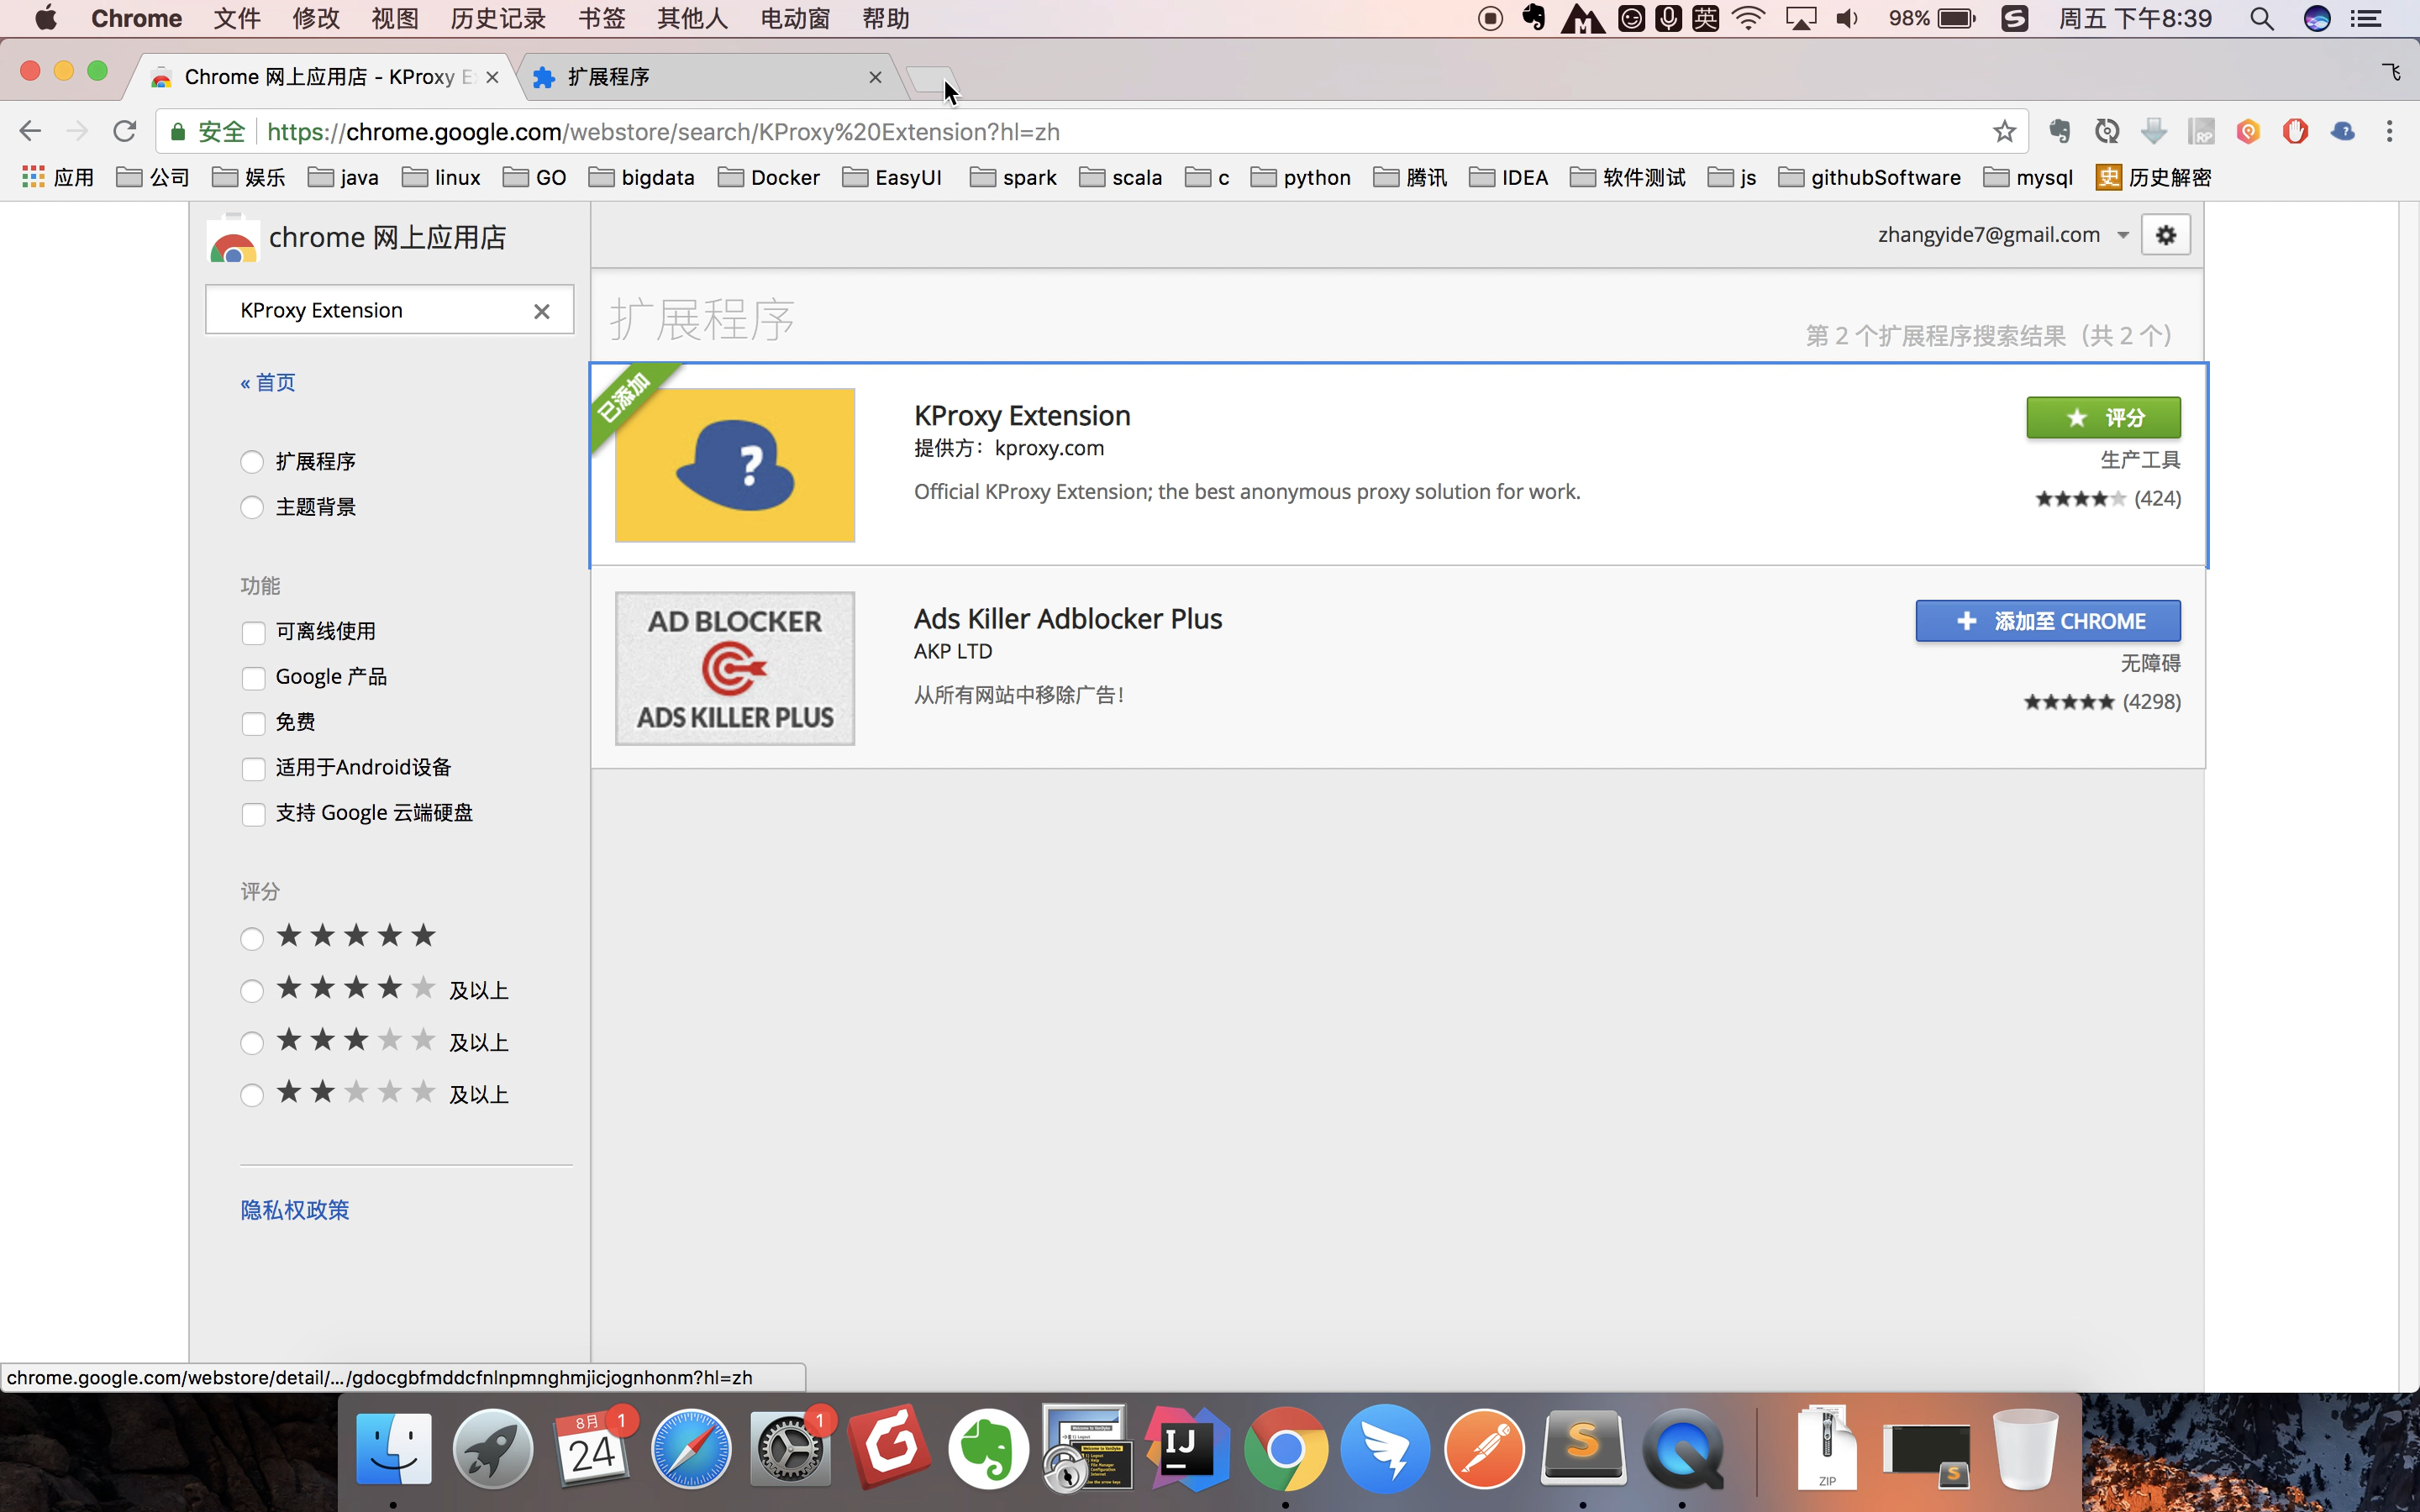 Chrome 文件 修改 视图 历史记录 书签 其他人 电动窗 帮助 英 98% 周五 下午8:39
Chrome 网上应用店 - KProxy E 扩展程序 飞
安全 https://chrome.google.com/webstore/search/KProxy%20Extension?hl=zh
应用 公司 娱乐 java linux GO bigdata Docker EasyUI spark scala c python 腾讯 IDEA 软件测试 js githubSoftware mysql 史 历史解密
chrome 网上应用店
zhangyide7@gmail.com
KProxy Extension
« 首页
扩展程序
主题背景
功能
可离线使用
Google 产品
免费
适用于Android设备
支持 Google 云端硬盘
评分
及以上
及以上
及以上
隐私权政策
扩展程序
第 2 个扩展程序搜索结果（共 2 个）
已添加
?
KProxy Extension
提供方： kproxy.com
Official KProxy Extension; the best anonymous proxy solution for work.
评分
生产工具
(424)
AD BLOCKER
ADS KILLER PLUS
Ads Killer Adblocker Plus
AKP LTD
从所有网站中移除广告！
添加至 CHROME
无障碍
(4298)
chrome.google.com/webstore/detail/.../gdocgbfmddcfnlnpmnghmjicjognhonm?hl=zh
8月 1
24
1
IJ
S
ZIP